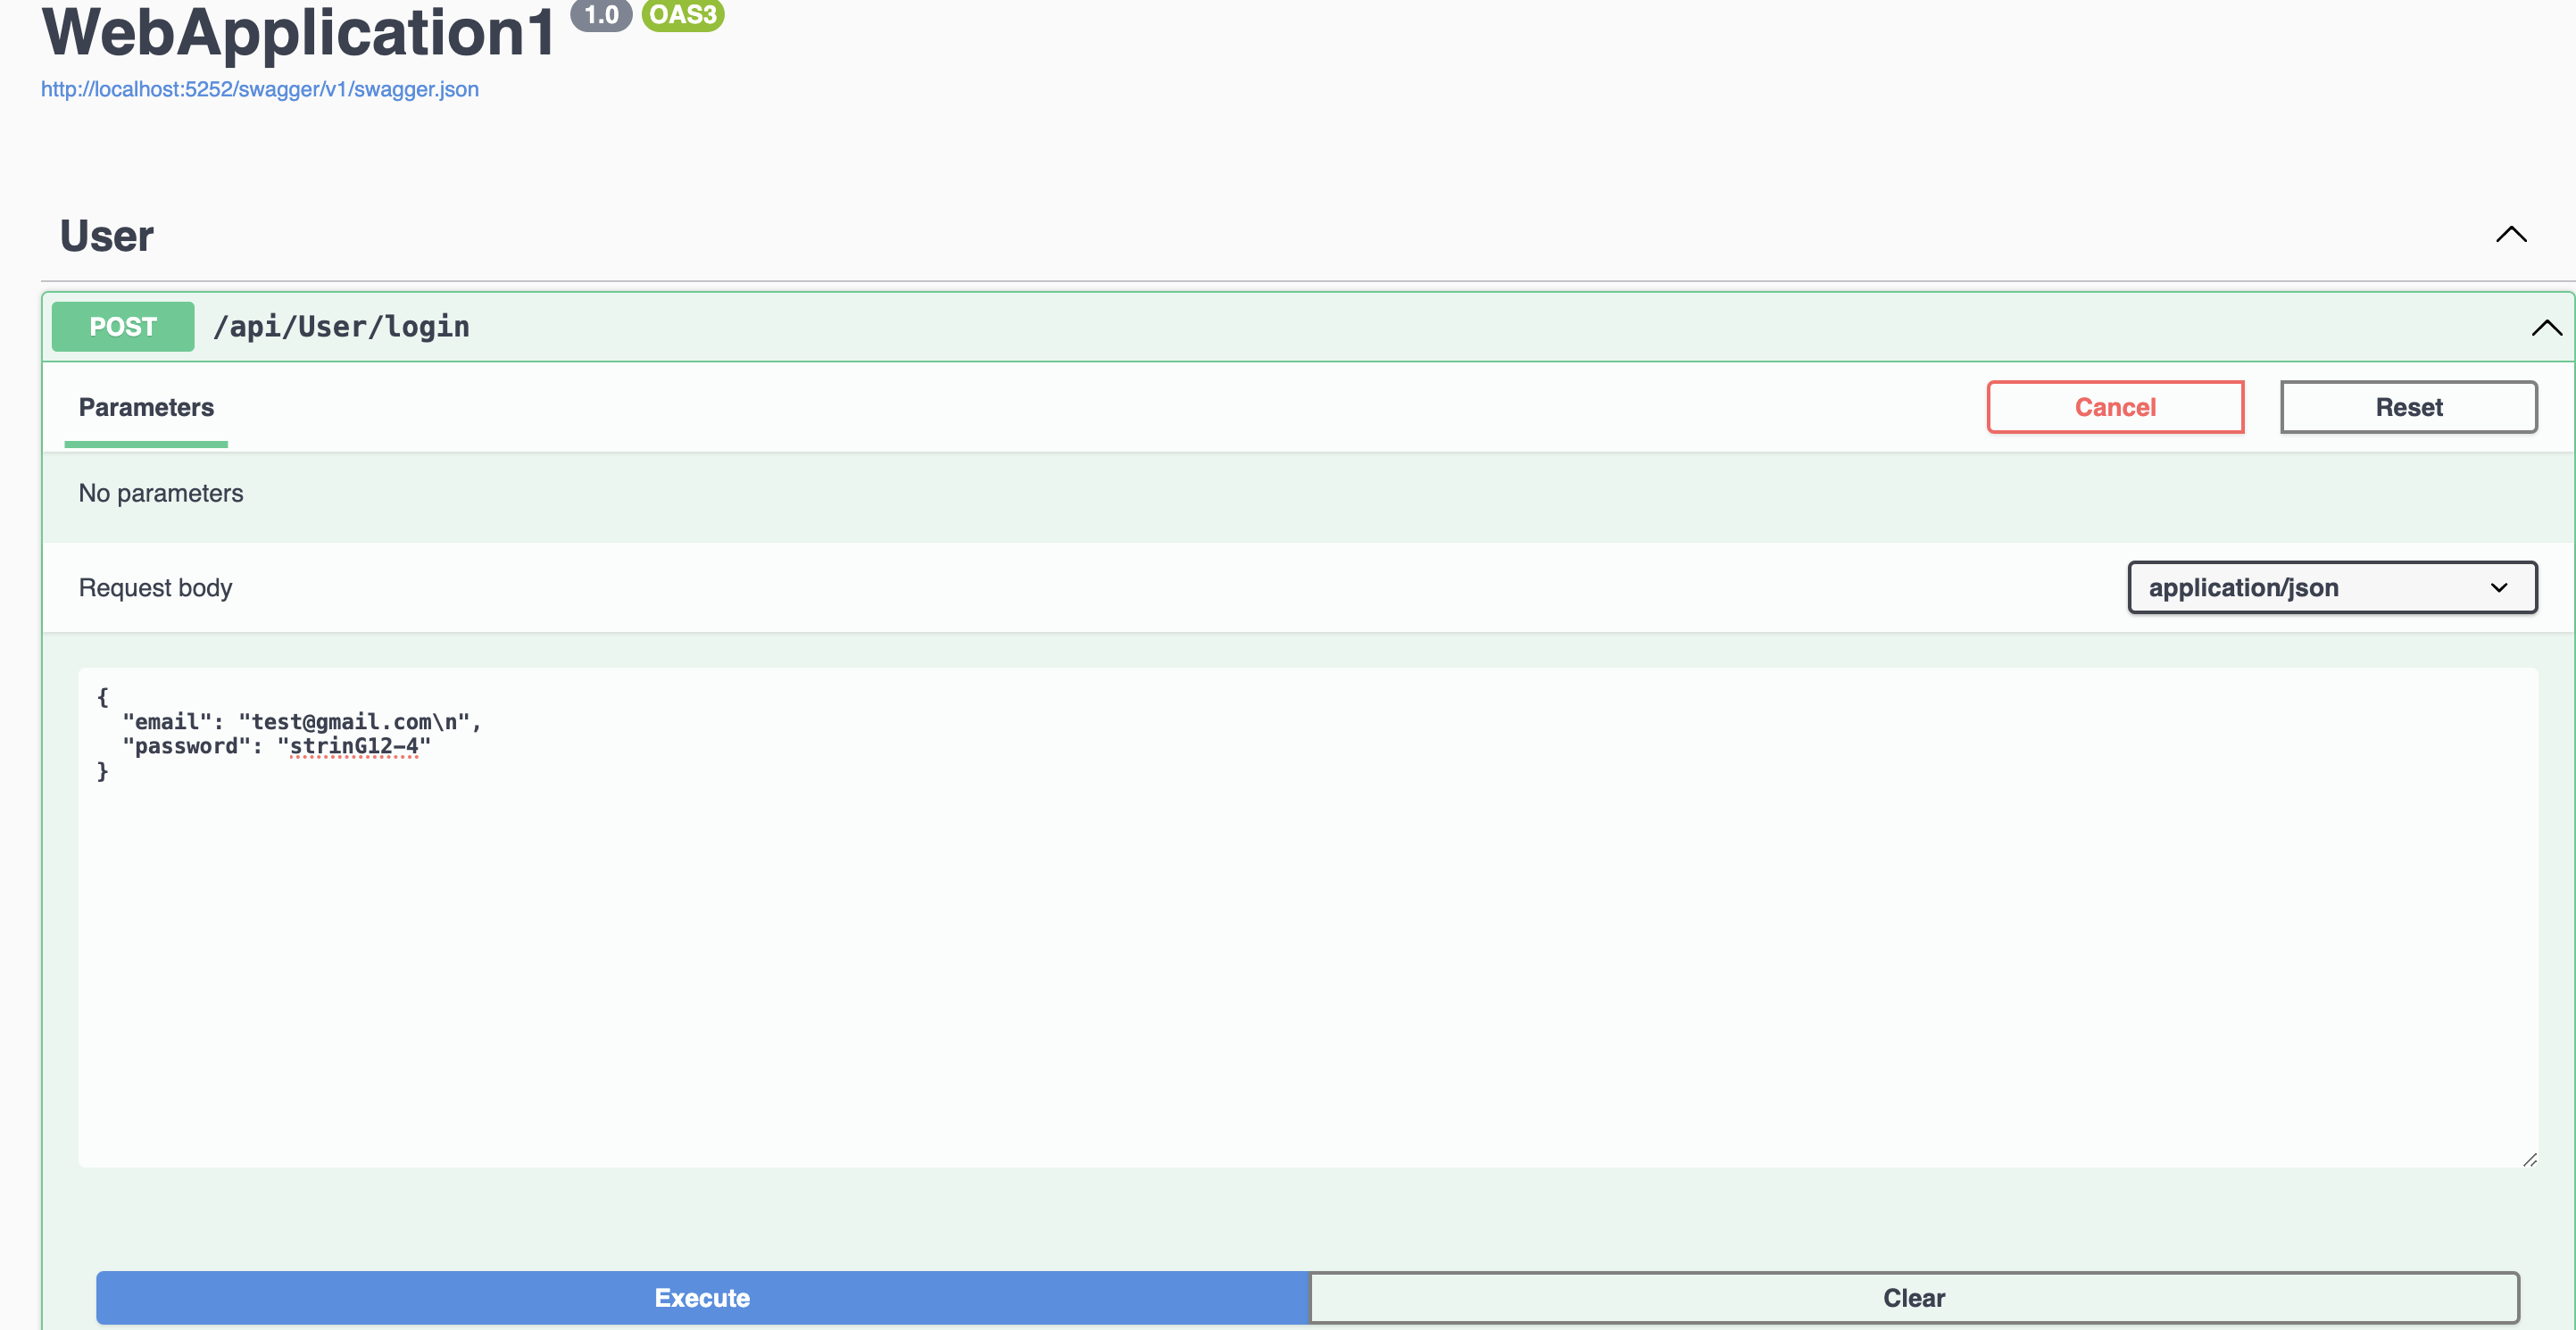 WebApplication1 1.0 OAS3
http://localhost:5252/swagger/v1/swagger.json
User
POST /api/User/login
Parameters
Cancel
Reset
No parameters
Request body
application/json
{
  "email": "test@gmail.com\n",
  "password": "strinG12-4"
}
Execute
Clear